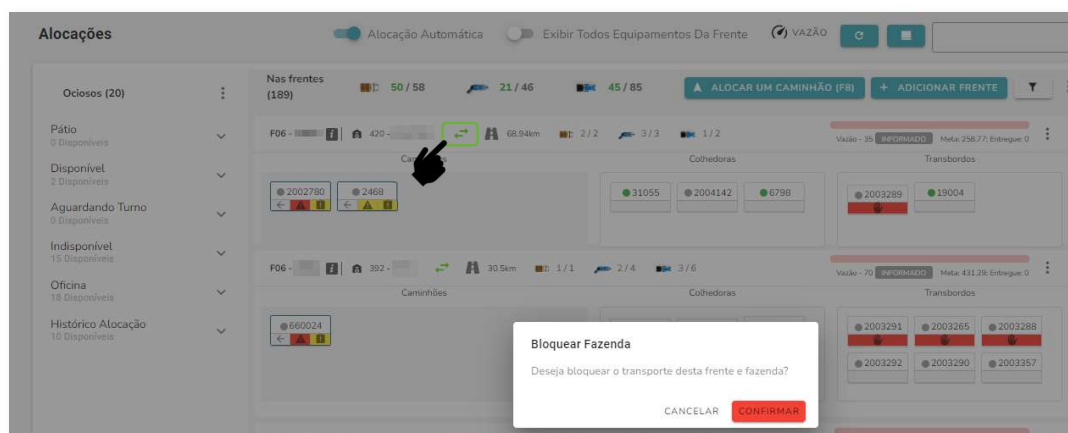 Alocações
Alocação Automática
Exibir Todos Equipamentos Da Frente
VAZÃO
Ociosos (20)
Nas frentes
(189)
50 / 58
21 / 46
45 / 85
ALOCAR UM CAMINHÃO (F8)
+ ADICIONAR FRENTE
Pátio
0 Disponíveis
Disponível
2 Disponíveis
Aguardando Turno
0 Disponíveis
Indisponível
15 Disponíveis
Oficina
18 Disponíveis
Histórico Alocação
10 Disponíveis
F06 -
420 -
68.94km
2 / 2
3 / 3
1 / 2
Vazão - 35 INFORMADO Meta: 258.77; Entregue: 0
Colhedoras
Transbordos
2002780
2468
31055
2004142
6798
2003289
19004
F06 -
392 -
30.5km
1 / 1
2 / 4
3 / 6
Vazão - 70 INFORMADO Meta: 431.29; Entregue: 0
Caminhões
Colhedoras
Transbordos
660024
2003291
2003265
2003288
2003292
2003290
2003357
Bloquear Fazenda
Deseja bloquear o transporte desta frente e fazenda?
CANCELAR
CONFIRMAR